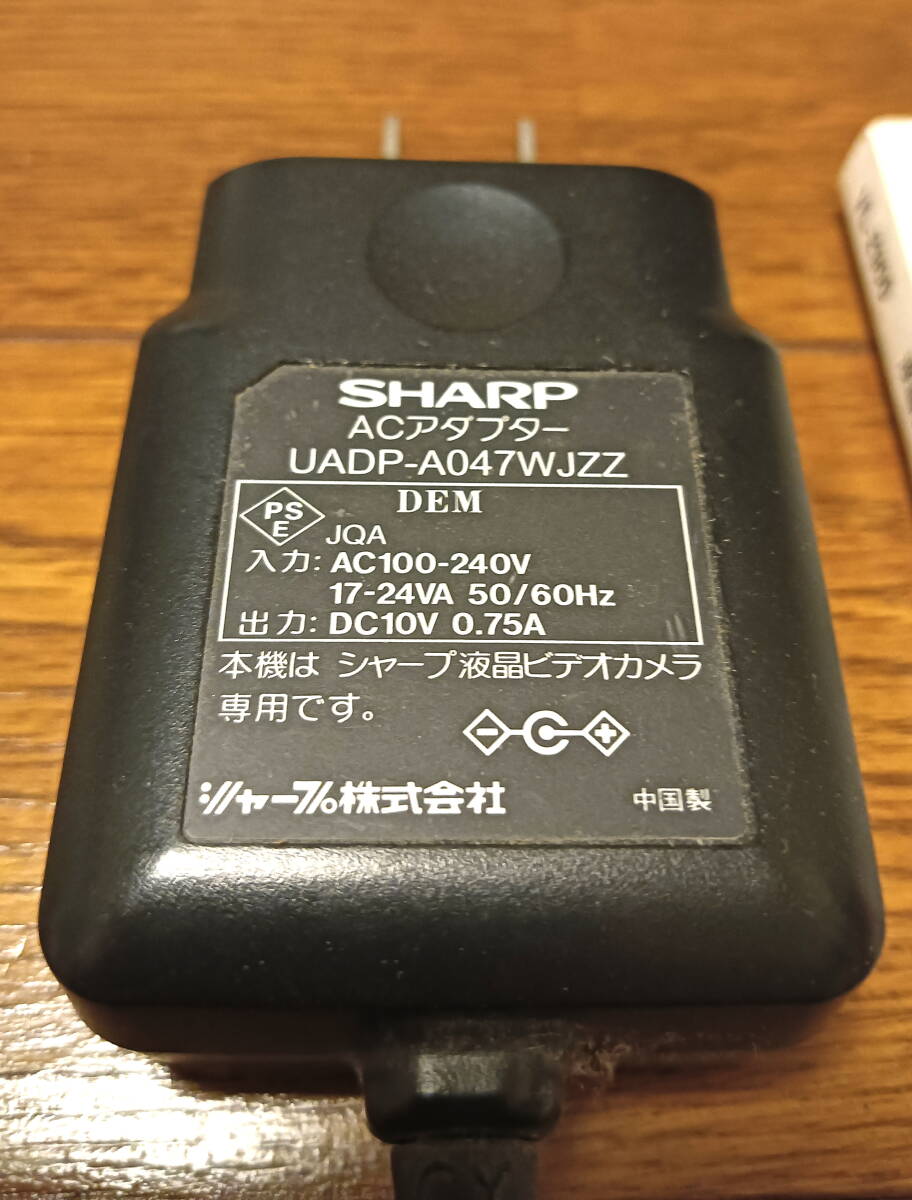 SHARP
ACアダプター
UADP-A047WJZZ
DEM
PS
E
JQA
入力: AC100-240V
17-24VA 50/60Hz
出力: DC10V 0.75A
本機は シャープ液晶ビデオカメラ
専用です。
シャープ株式会社
中国製